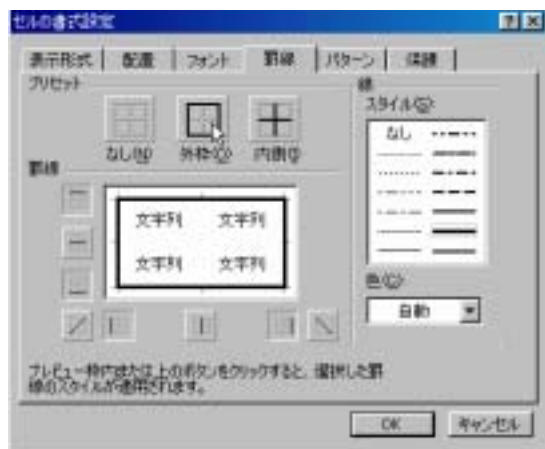 セルの書式設定
表示形式 配置 フォント 罫線 パターン 保護
プリセット
なし(N) 外枠(O) 内側(I)
罫線
文字列 文字列
文字列 文字列
線
スタイル(S):
なし
色(C):
自動
プレビュー枠内または上のボタンをクリックすると、選択した罫
線のスタイルが適用されます。
OK キャンセル